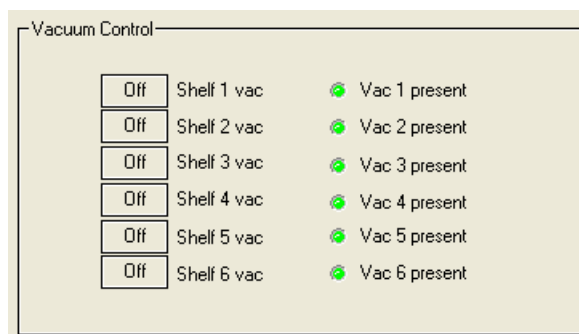 Vacuum Control
Off Shelf 1 vac Vac 1 present
Off Shelf 2 vac Vac 2 present
Off Shelf 3 vac Vac 3 present
Off Shelf 4 vac Vac 4 present
Off Shelf 5 vac Vac 5 present
Off Shelf 6 vac Vac 6 present